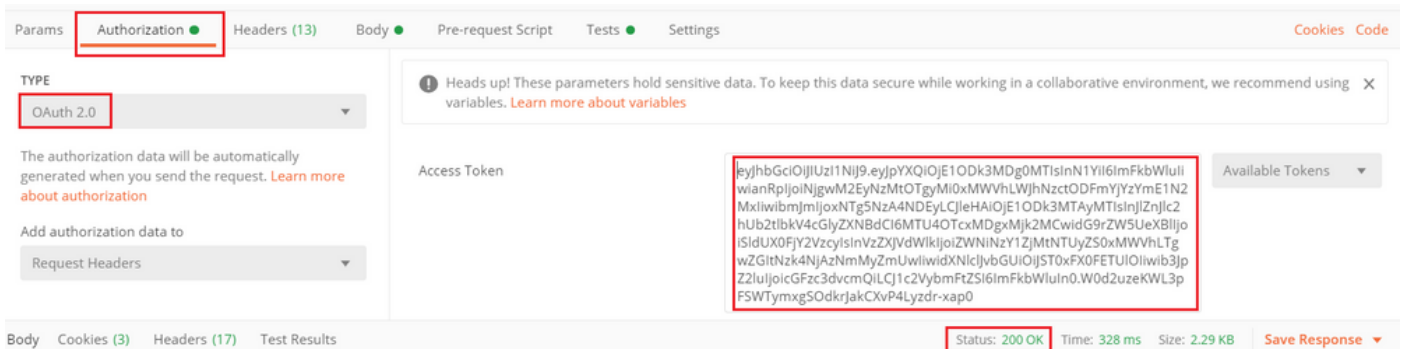 Params Authorization Headers (13) Body Pre-request Script Tests Settings Cookies Code
TYPE
OAuth 2.0
The authorization data will be automatically
generated when you send the request. Learn more
about authorization
Add authorization data to
Request Headers
Heads up! These parameters hold sensitive data. To keep this data secure while working in a collaborative environment, we recommend using
variables. Learn more about variables
Access Token
eyJhbGciOiJIUzI1NiJ9.eyJpYXQiOjE1ODk3MDg0MTIsInN1YiI6ImFkbWluIi
wianRpIjoiNjgwM2EyNzMtOTgyMi0xMWVhLWJhNzctODFmYjYzYmE1N2
MxIiwibmJmIjoxNTg5NzA4NDEyLCJleHAiOjE1ODk3MTAyMTIsInJlZnJlc2
hUb2tlbkV4cGlyZXNBdCI6MTU4OTcxMDgxMjk2MCwidG9rZW5UeXBlIjo
iSldUX0FjY2VzcyIsInVzZXJVdWlkIjoiZWNiNzY1ZjMtNTUyZS0xMWVhLTg
wZGItNzk4NjAzNmMyZmUwIiwidXNlclJvbGUiOiJST0xFX0FETUlOIiwib3Jp
Z2luIjoicGFzc3dvcmQiLCJ1c2VybmFtZSI6ImFkbWluIn0.W0d2uzeKWL3p
FSWTymxgSOdkrJakCXvP4Lyzdr-xap0
Available Tokens
Body Cookies (3) Headers (17) Test Results Status: 200 OK Time: 328 ms Size: 2.29 KB Save Response